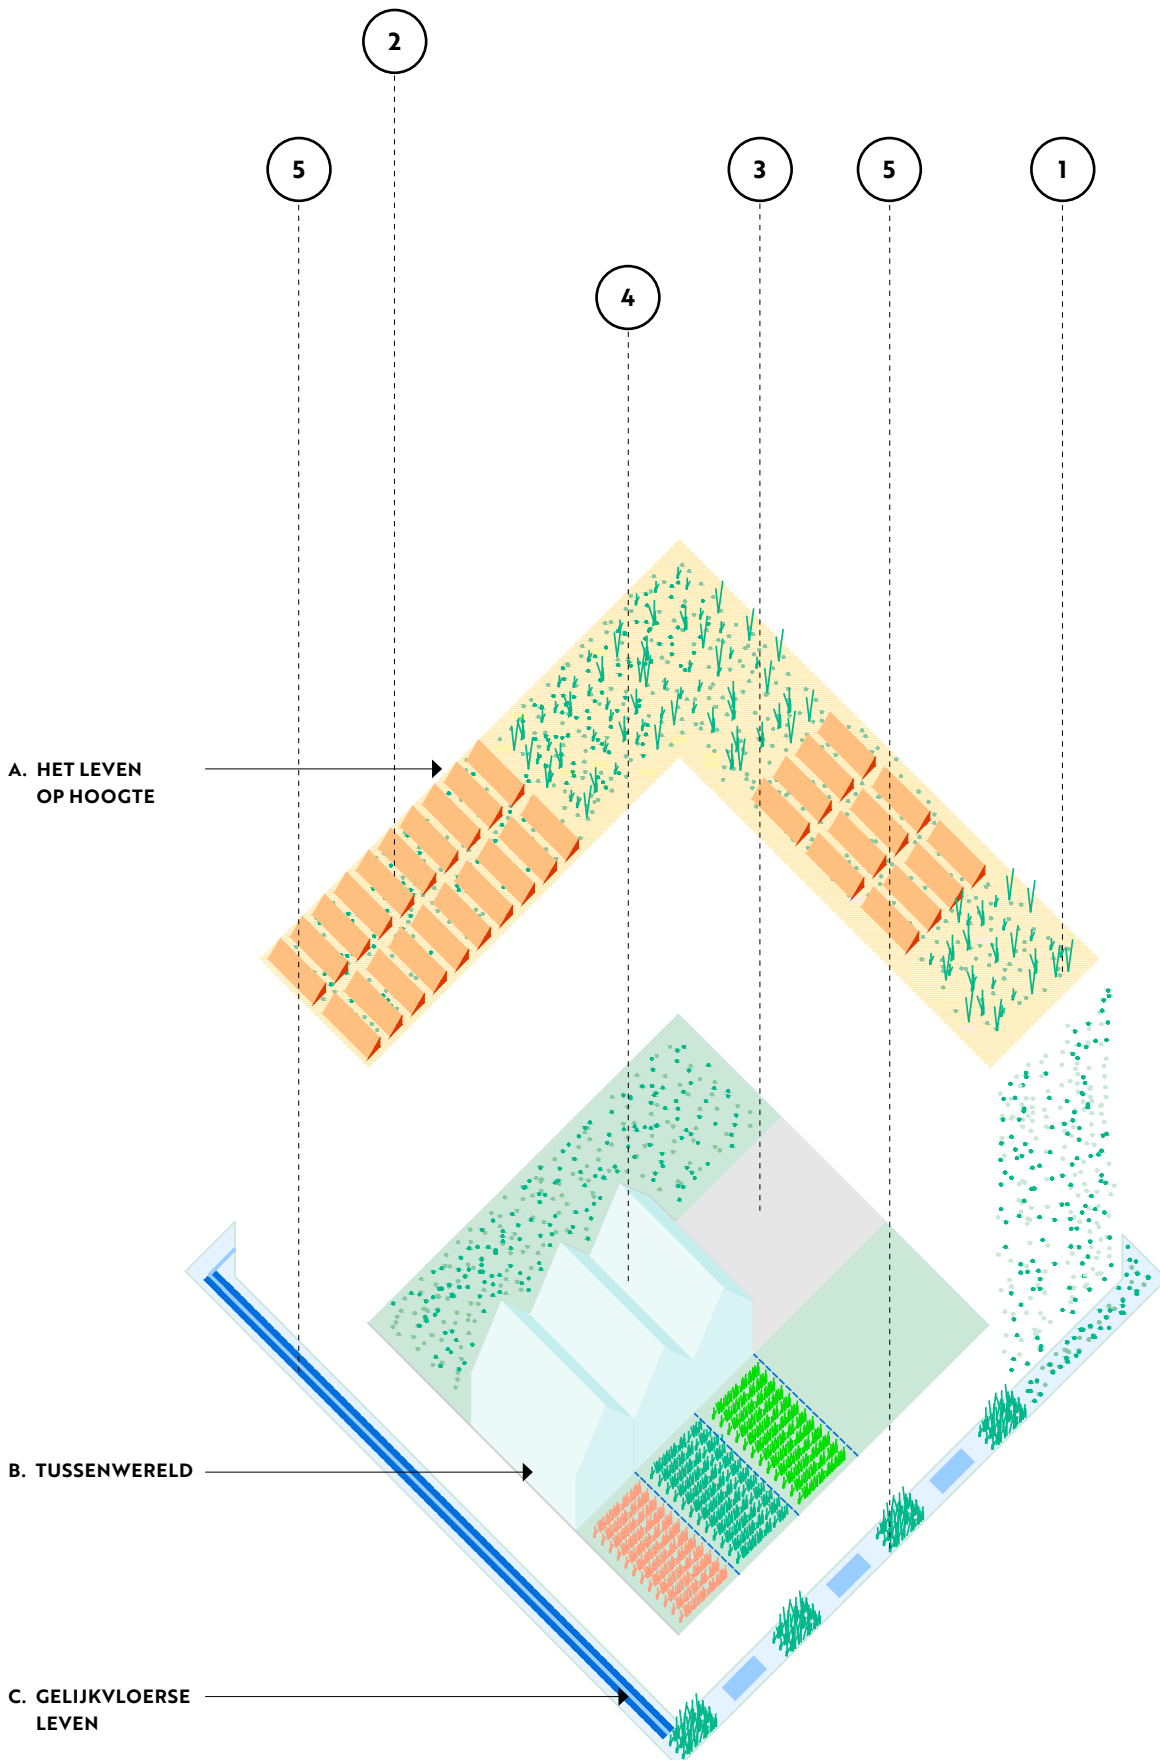 2
5
3
5
1
4
A. HET LEVEN
OP HOOGTE
B. TUSSENWERELD
C. GELIJKVLOERSE
LEVEN